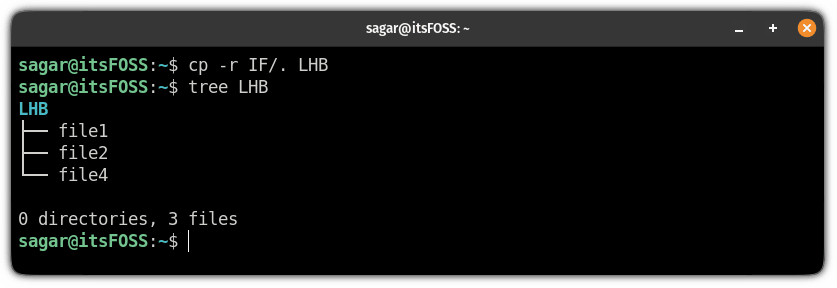 sagar@itsFOSS: ~
sagar@itsFOSS:~$ cp -r IF/. LHB
sagar@itsFOSS:~$ tree LHB
LHB
├── file1
├── file2
└── file4
0 directories, 3 files
sagar@itsFOSS:~$